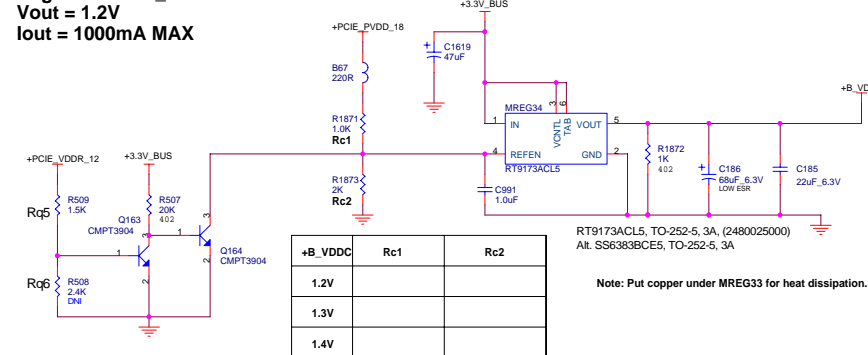 Vout = 1.2V
Iout = 1000mA MAX
+PCIE_PVDD_18
+3.3V_BUS
B67
220R
C1619
47uF
+
R1871
1.0K
Rc1
MREG34
1
IN
3
6
VCNTL
TAB
VOUT
5
4
REFEN
GND
2
RT9173ACL5
+PCIE_VDDR_12
+3.3V_BUS
R1873
2K
Rc2
C991
1.0uF
R1872
1K
402
+
C186
68uF_6.3V
LOW ESR
C185
22uF_6.3V
Rq5
R509
1.5K
R507
20K
402
Q163
CMPT3904
1
3
2
1
3
2
Q164
CMPT3904
Rq6
R508
2.4K
DNI
RT9173ACL5, TO-252-5, 3A, (2480025000)
Alt. SS6383BCE5, TO-252-5, 3A
+B_VDDC Rc1 Rc2
1.2V
1.3V
1.4V
Note: Put copper under MREG33 for heat dissipation.